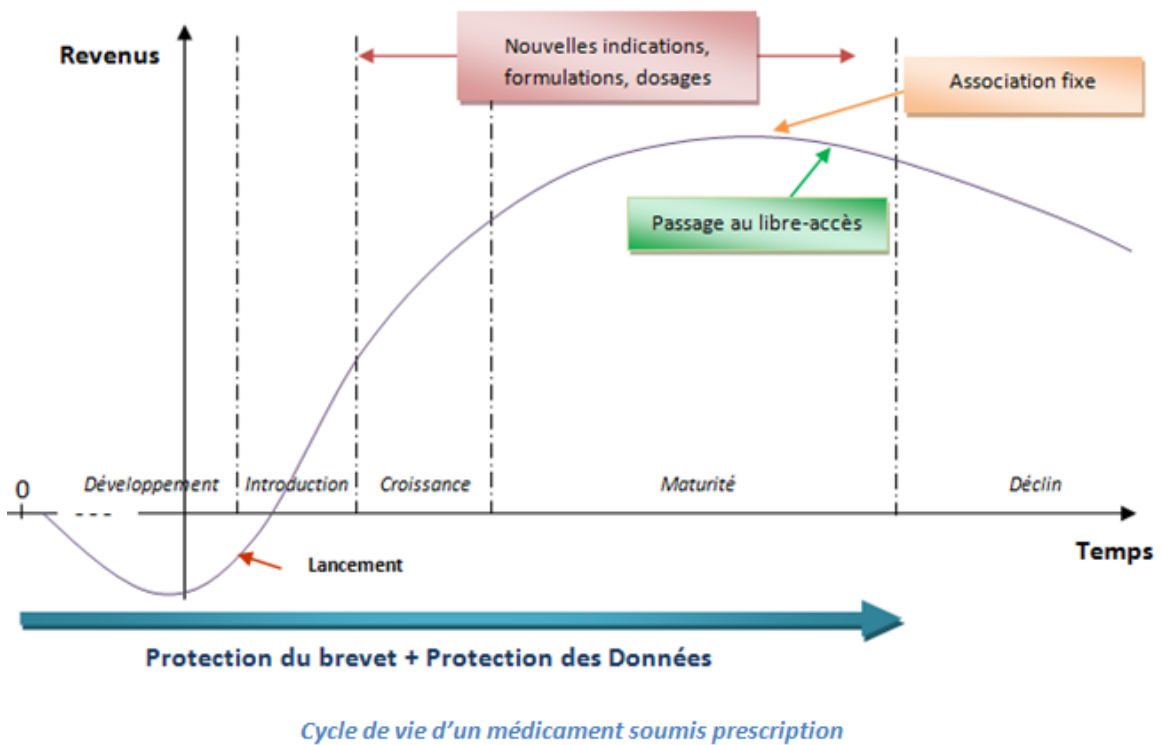 Revenus
Nouvelles indications,
formulations, dosages
Association fixe
Passage au libre-accès
0
Développement
Introduction
Croissance
Maturité
Déclin
Temps
Lancement
Protection du brevet + Protection des Données
Cycle de vie d'un médicament soumis prescription